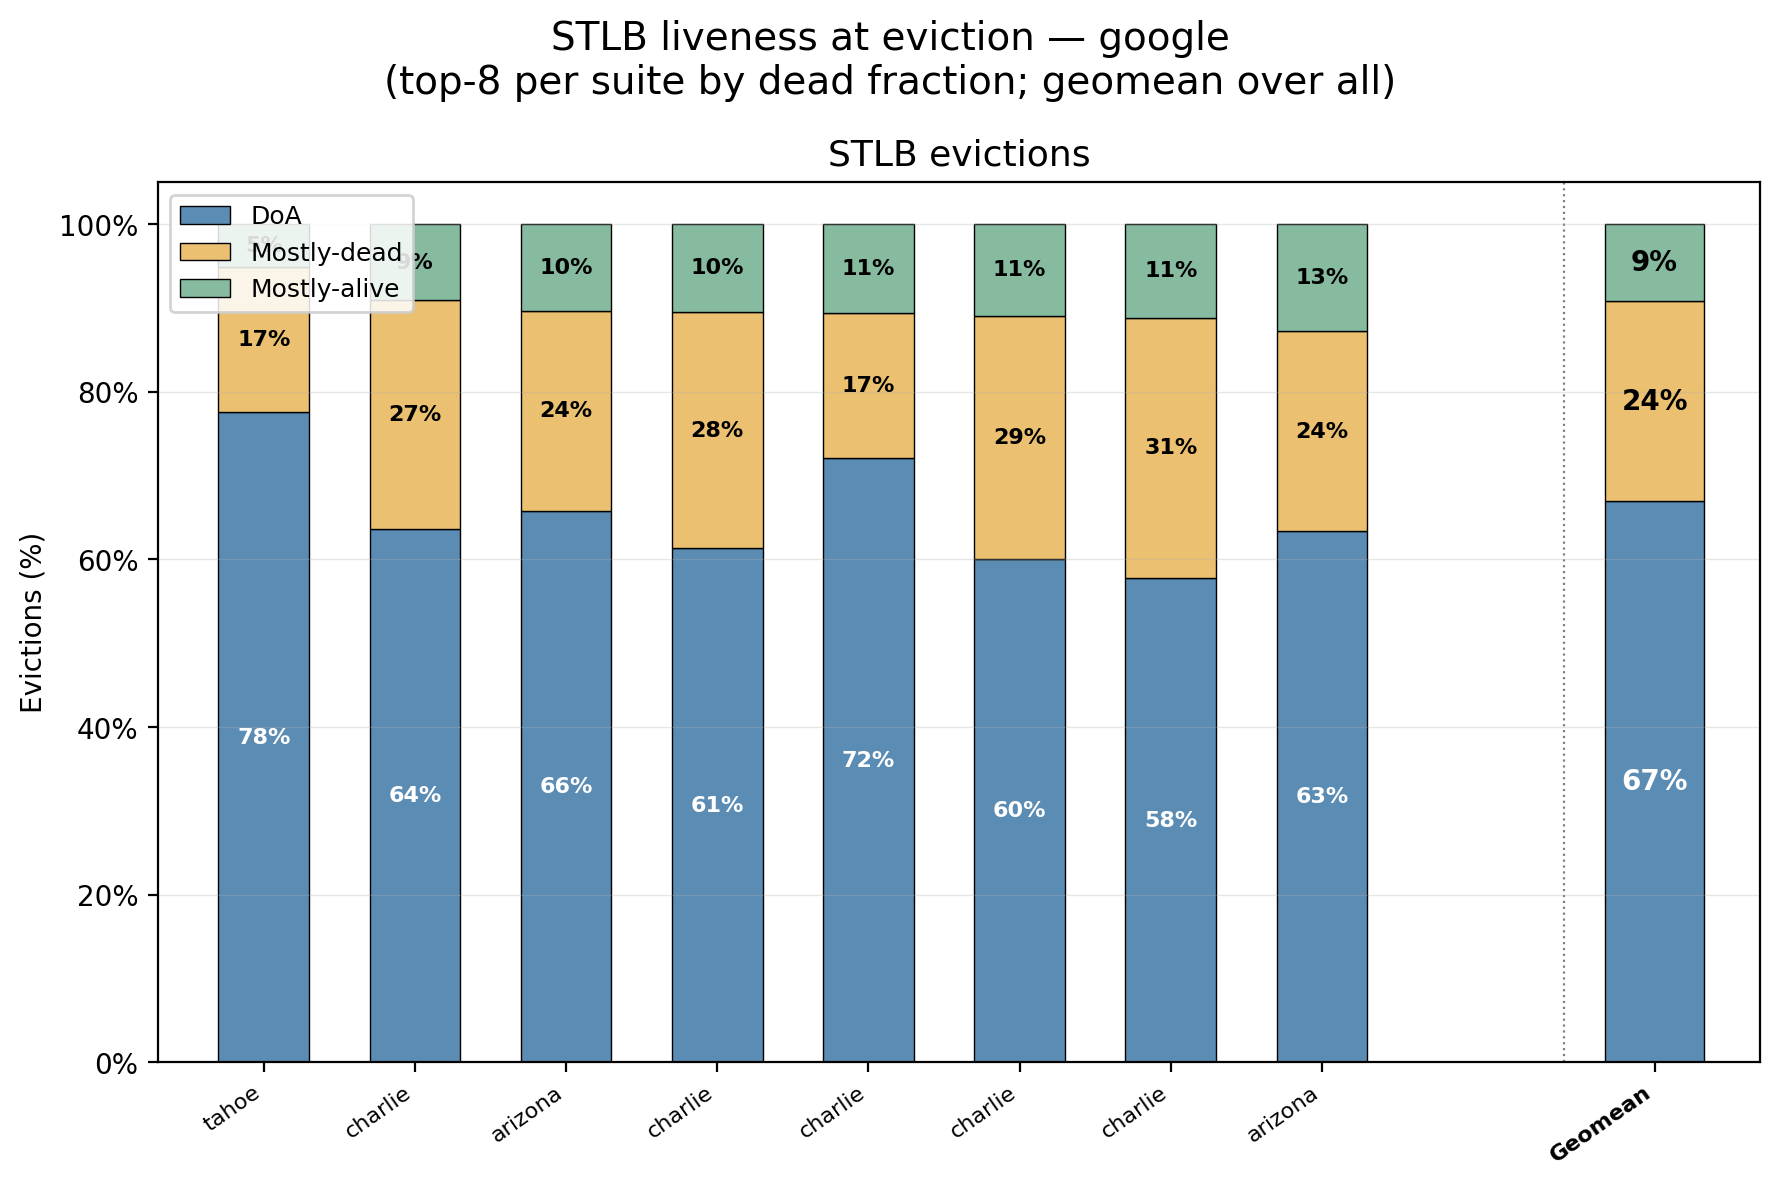 STLB liveness at eviction — google
(top-8 per suite by dead fraction; geomean over all)
STLB evictions
DoA
Mostly-dead
Mostly-alive
Evictions (%)
100%
80%
60%
40%
20%
0%
5%
17%
78%
9%
27%
64%
10%
24%
66%
10%
28%
61%
11%
17%
72%
11%
29%
60%
11%
31%
58%
13%
24%
63%
9%
24%
67%
tahoe
charlie
arizona
charlie
charlie
charlie
charlie
arizona
Geomean